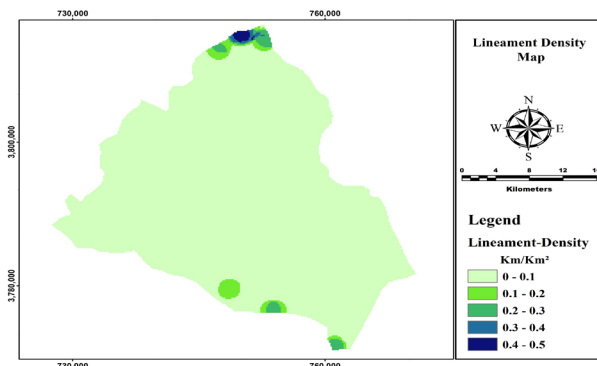 730,000 760,000
Lineament Density
Map
N
W E
S
0 4 8 12 16
Kilometers
Legend
Lineament-Density
Km/Km²
0 - 0.1
0.1 - 0.2
0.2 - 0.3
0.3 - 0.4
0.4 - 0.5
3,800,000
3,780,000
730,000 760,000